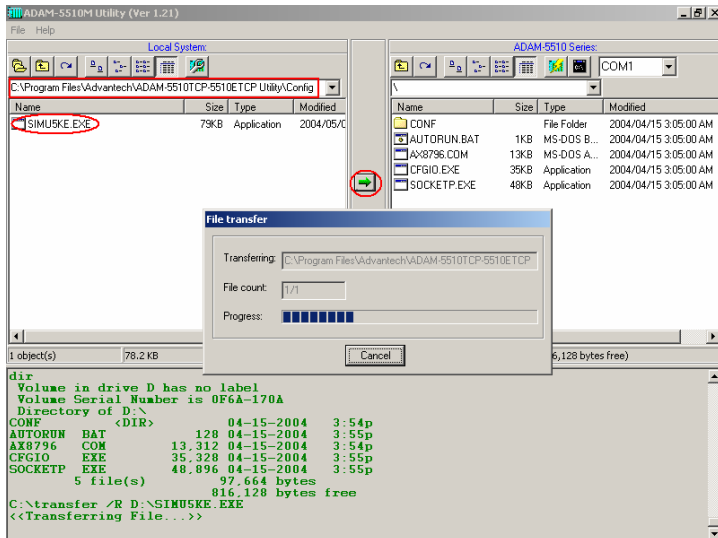 ADAM-5510M Utility (Ver 1.21)
File Help
Local System:
ADAM-5510 Series:
COM1
C:\Program Files\Advantech\ADAM-5510TCP-5510ETCP Utility\Config
\
Name Size Type Modified
SIMU5KE.EXE 79KB Application 2004/05/0
Name Size Type Modified
CONF File Folder 2004/04/15 3:05:00 AM
AUTORUN.BAT 1KB MS-DOS B... 2004/04/15 3:05:00 AM
AX8796.COM 13KB MS-DOS A... 2004/04/15 3:05:00 AM
CFGIO.EXE 35KB Application 2004/04/15 3:05:00 AM
SOCKETP.EXE 48KB Application 2004/04/15 3:05:00 AM
File transfer
Transferring: C:\Program Files\Advantech\ADAM-5510TCP-5510ETCP
File count: 1/1
Progress:
Cancel
1 object(s) 78.2 KB
6,128 bytes free)
dir
Volume in drive D has no label
Volume Serial Number is 0F6A-170A
Directory of D:\
CONF <DIR> 04-15-2004 3:54p
AUTORUN BAT 128 04-15-2004 3:55p
AX8796 COM 13,312 04-15-2004 3:54p
CFGIO EXE 35,328 04-15-2004 3:55p
SOCKETP EXE 48,896 04-15-2004 3:55p
5 file(s) 97,664 bytes
816,128 bytes free
C:\transfer /R D:\SIMU5KE.EXE
<<Transferring File...>>